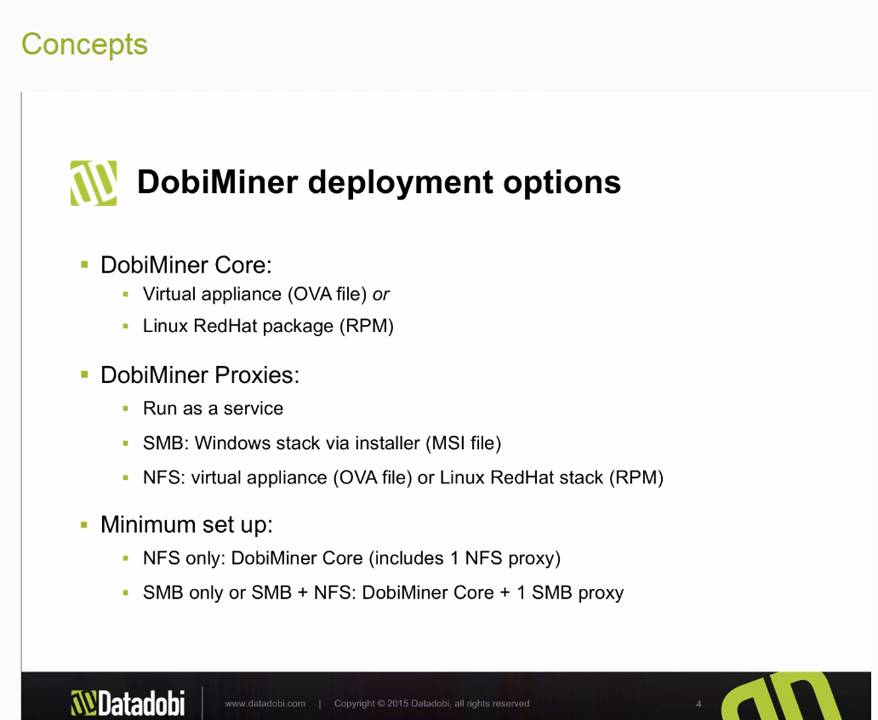 Concepts
DobiMiner deployment options
DobiMiner Core:
Virtual appliance (OVA file) or
Linux RedHat package (RPM)
DobiMiner Proxies:
Run as a service
SMB: Windows stack via installer (MSI file)
NFS: virtual appliance (OVA file) or Linux RedHat stack (RPM)
Minimum set up:
NFS only: DobiMiner Core (includes 1 NFS proxy)
SMB only or SMB + NFS: DobiMiner Core + 1 SMB proxy
Datadobi | www.datadobi.com | Copyright © 2015 Datadobi, all rights reserved 4